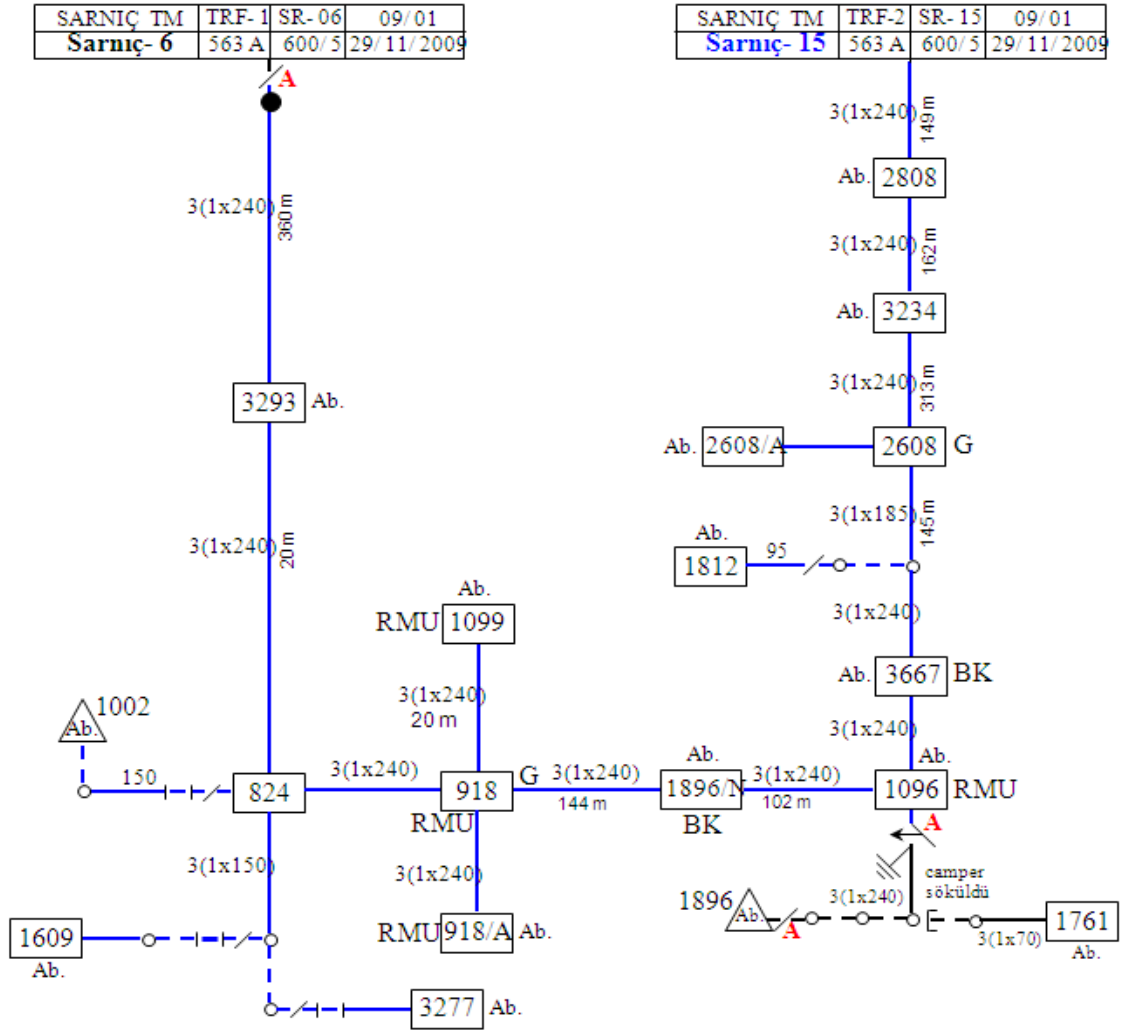 SARNIÇ TM TRF-1 SR-06 09/01
Sarnıç-6 563 A 600/5 29/11/2009
SARNIÇ TM TRF-2 SR-15 09/01
Sarnıç-15 563 A 600/5 29/11/2009
A
3(1x240) 149 m
Ab. 2808
3(1x240) 360 m
3(1x240) 162 m
Ab. 3234
3293 Ab.
3(1x240) 313 m
Ab. 2608/A 2608 G
3(1x240) 20 m
3(1x185) 145 m
Ab.
1812 95
3(1x240)
Ab.
RMU 1099
Ab. 3667 BK
3(1x240)
20 m
1002
Ab.
3(1x240)
150
824
3(1x240)
918 G
RMU
3(1x240)
144 m
Ab.
1896/N
BK
3(1x240)
102 m
Ab.
1096 RMU
A
3(1x150)
3(1x240)
camper
söküldü
1896
Ab.
A
3(1x240)
3(1x70)
1761
Ab.
1609
Ab.
RMU 918/A Ab.
3277 Ab.